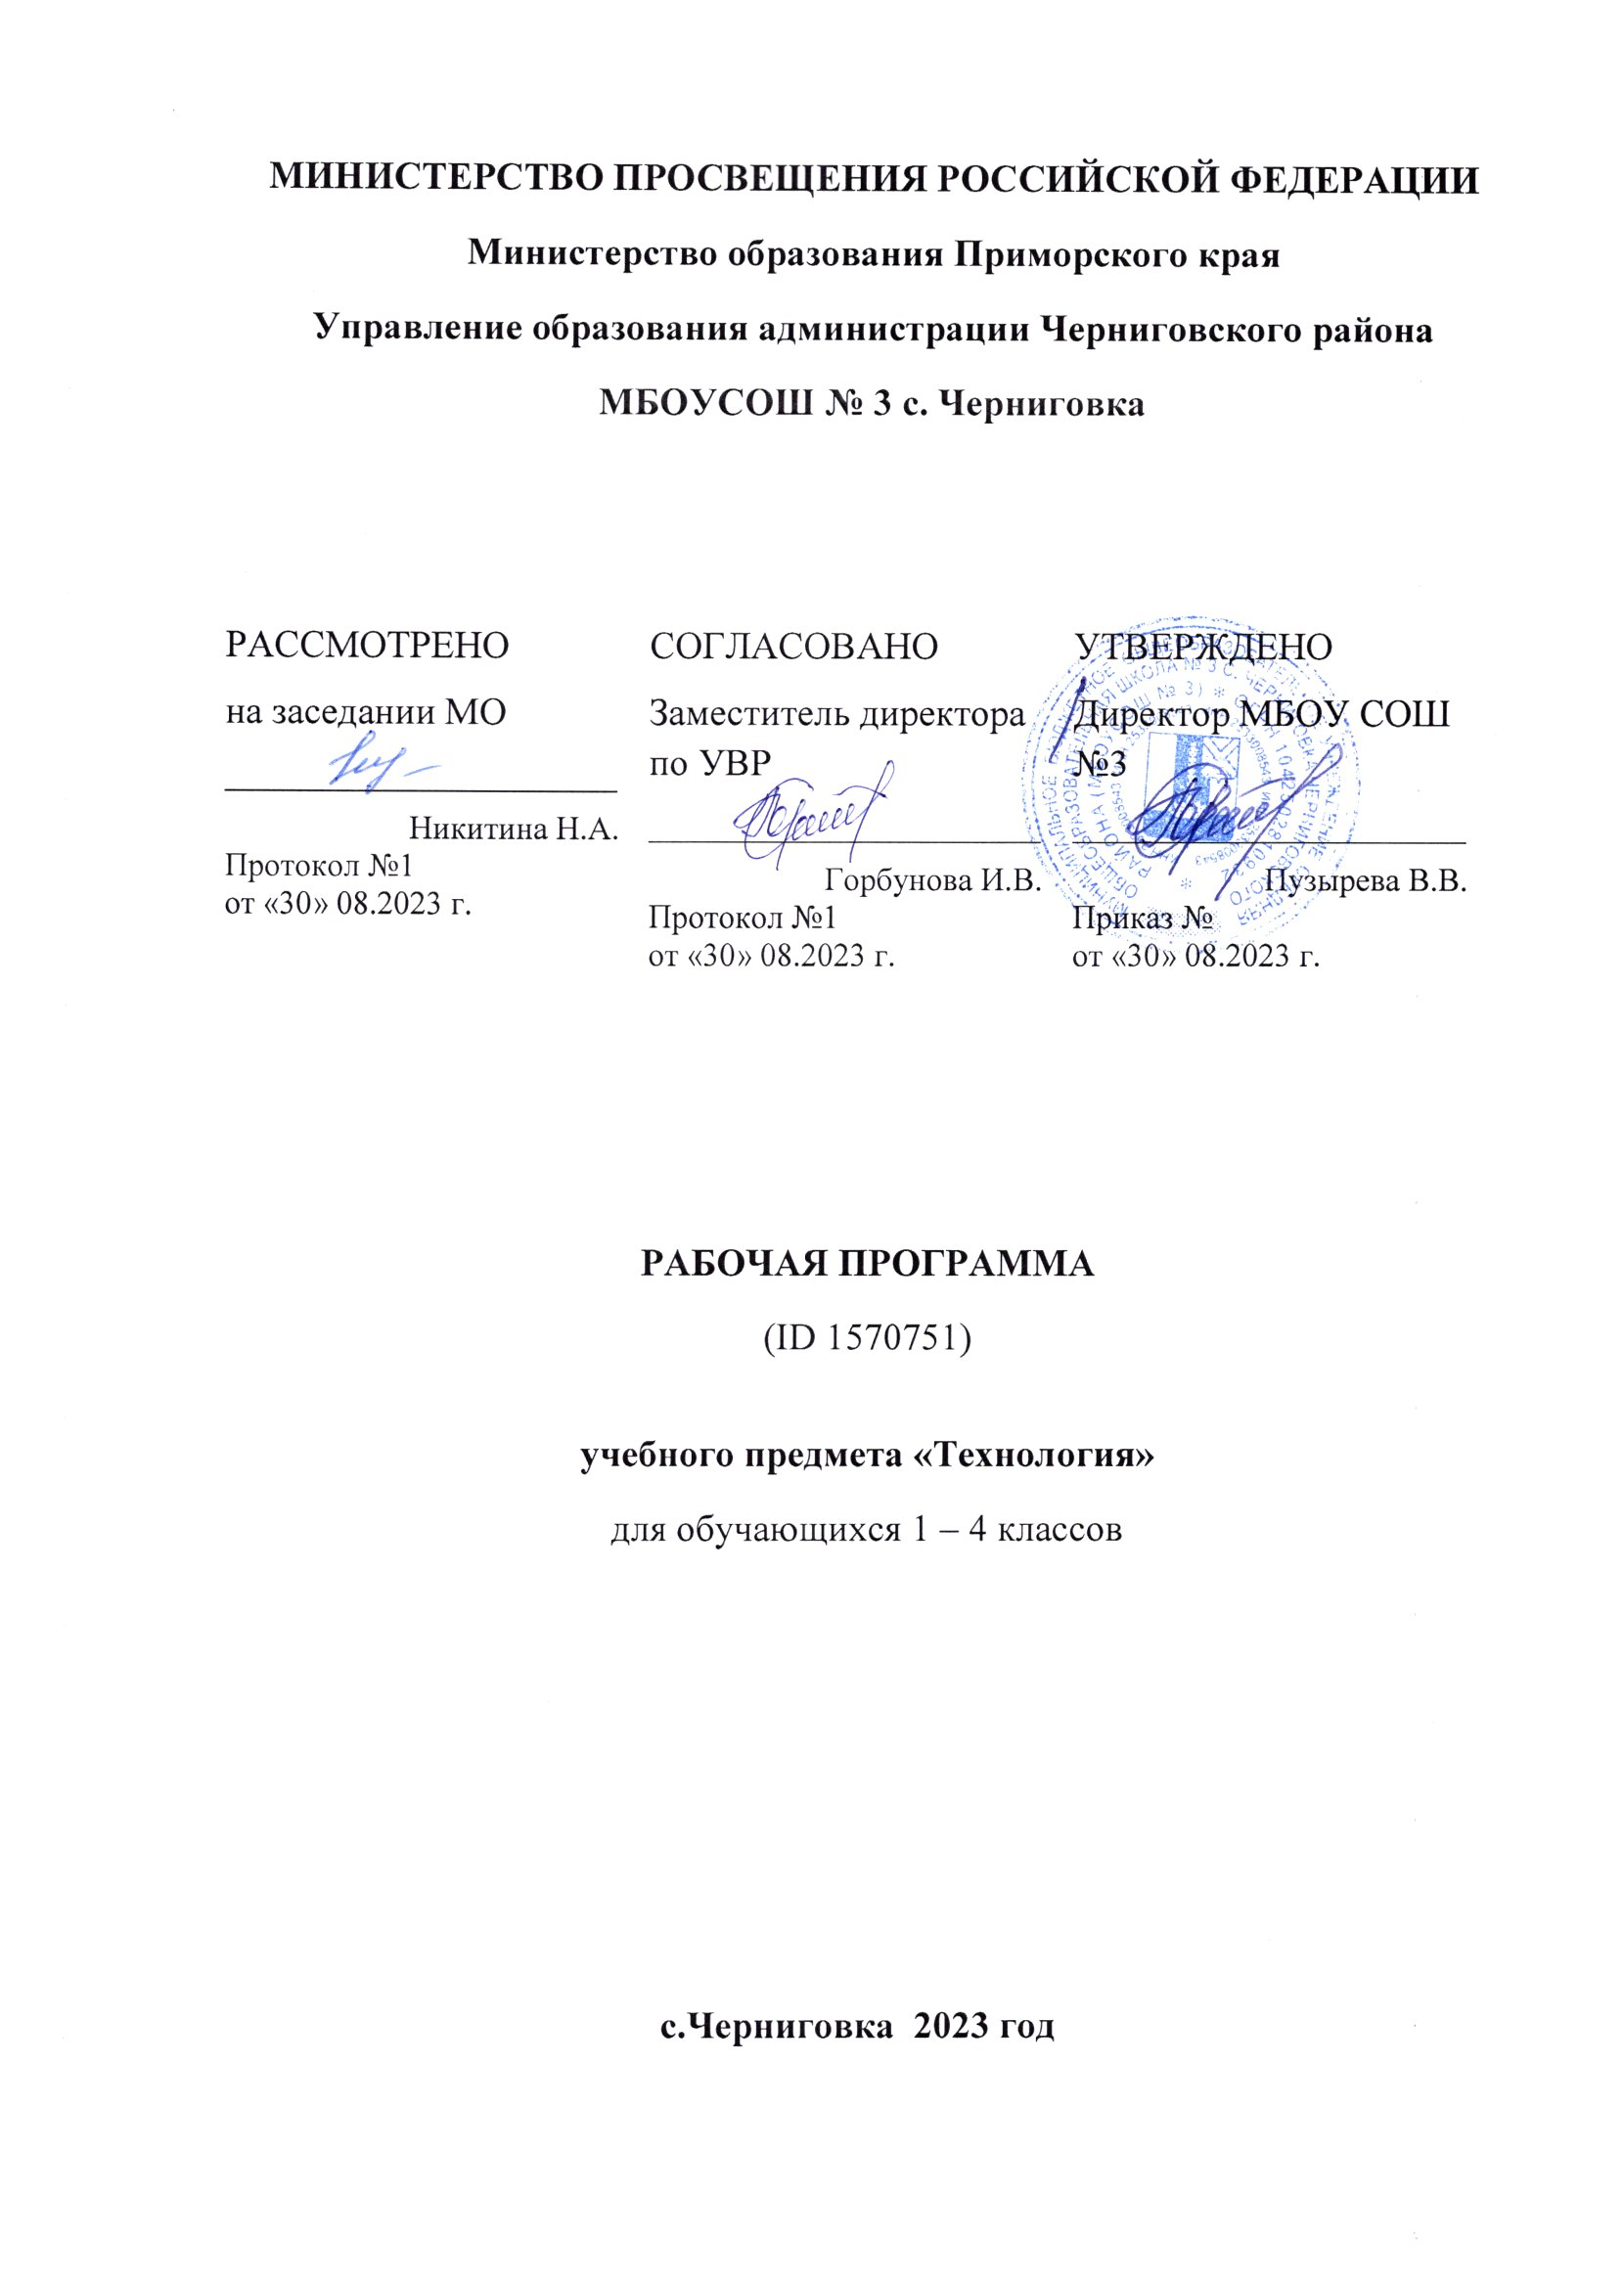 МИНИСТЕРСТВО ПРОСВЕЩЕНИЯ РОССИЙСКОЙ ФЕДЕРАЦИИ
Министерство образования Приморского края
Управление образования администрации Черниговского района
МБОУСОШ № 3 с. Черниговка
РАССМОТРЕНО
на заседании МО
Никитина Н.А.
Протокол №1
от «30» 08.2023 г.
СОГЛАСОВАНО
Заместитель директора
по УВР
Горбунова И.В.
Протокол №1
от «30» 08.2023 г.
УТВЕРЖДЕНО
Директор МБОУ СОШ
№3
Пузырева В.В.
Приказ №
от «30» 08.2023 г.
РАБОЧАЯ ПРОГРАММА
(ID 1570751)
учебного предмета «Технология»
для обучающихся 1 – 4 классов
с.Черниговка 2023 год